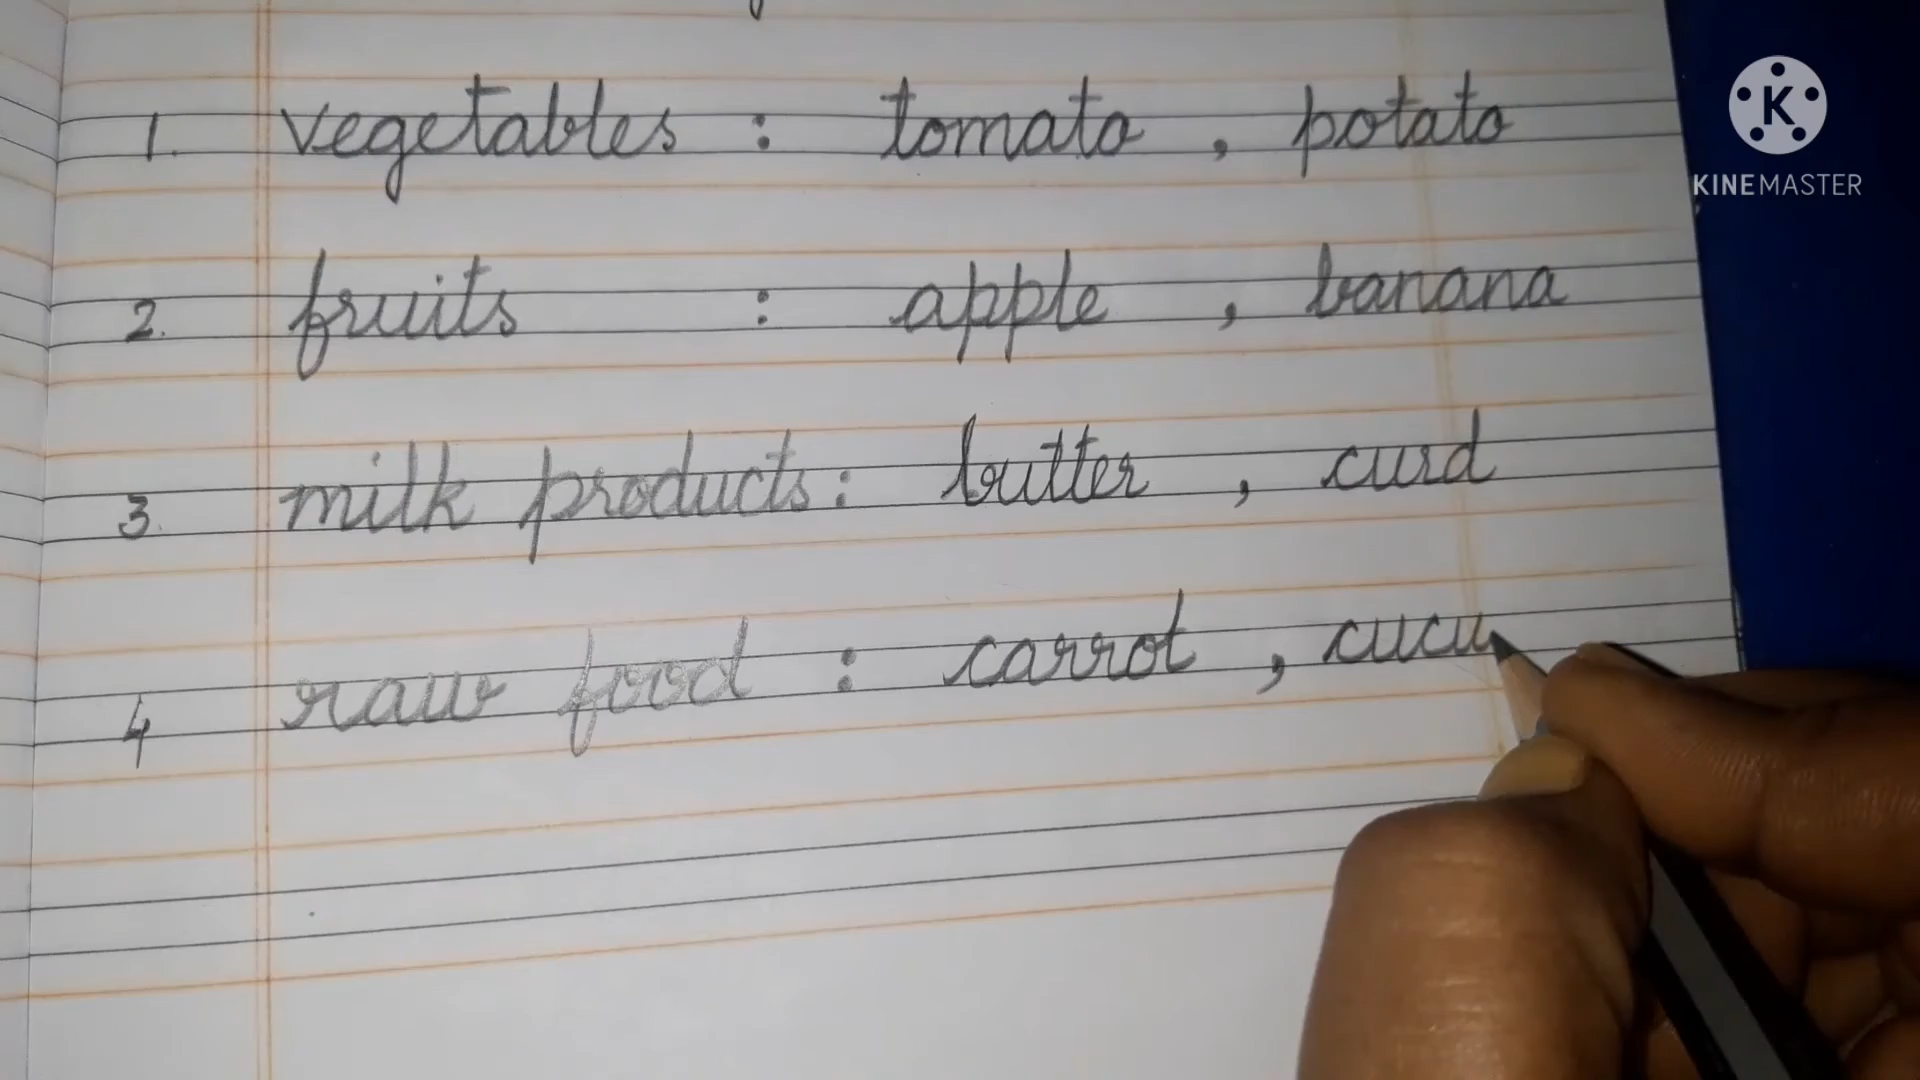 1. vegetables : tomato , potato
2. fruits : apple , banana
3. milk products : butter , curd
4 raw food : carrot , cucu
K
KINEMASTER